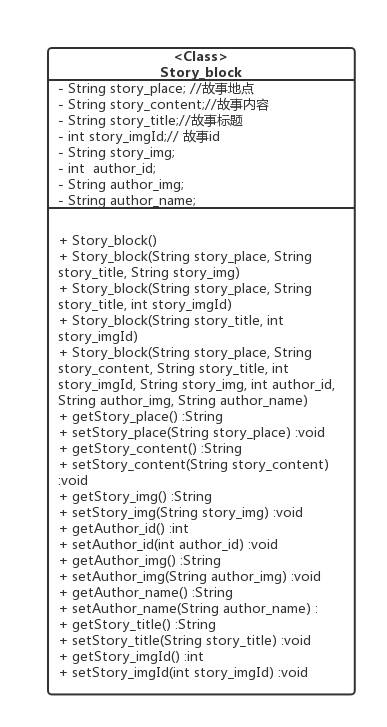 <Class>
Story_block
- String story_place; //故事地点
- String story_content;//故事内容
- String story_title;//故事标题
- int story_imgId;// 故事id
- String story_img;
- int  author_id;
- String author_img;
- String author_name;
+ Story_block()
+ Story_block(String story_place, String
story_title, String story_img)
+ Story_block(String story_place, String
story_title, int story_imgId)
+ Story_block(String story_title, int
story_imgId)
+ Story_block(String story_place, String
story_content, String story_title, int
story_imgId, String story_img, int author_id,
String author_img, String author_name)
+ getStory_place() :String
+ setStory_place(String story_place) :void
+ getStory_content() :String
+ setStory_content(String story_content)
:void
+ getStory_img() :String
+ setStory_img(String story_img) :void
+ getAuthor_id() :int
+ setAuthor_id(int author_id) :void
+ getAuthor_img() :String
+ setAuthor_img(String author_img) :void
+ getAuthor_name() :String
+ setAuthor_name(String author_name) :
+ getStory_title() :String
+ setStory_title(String story_title) :void
+ getStory_imgId() :int
+ setStory_imgId(int story_imgId) :void